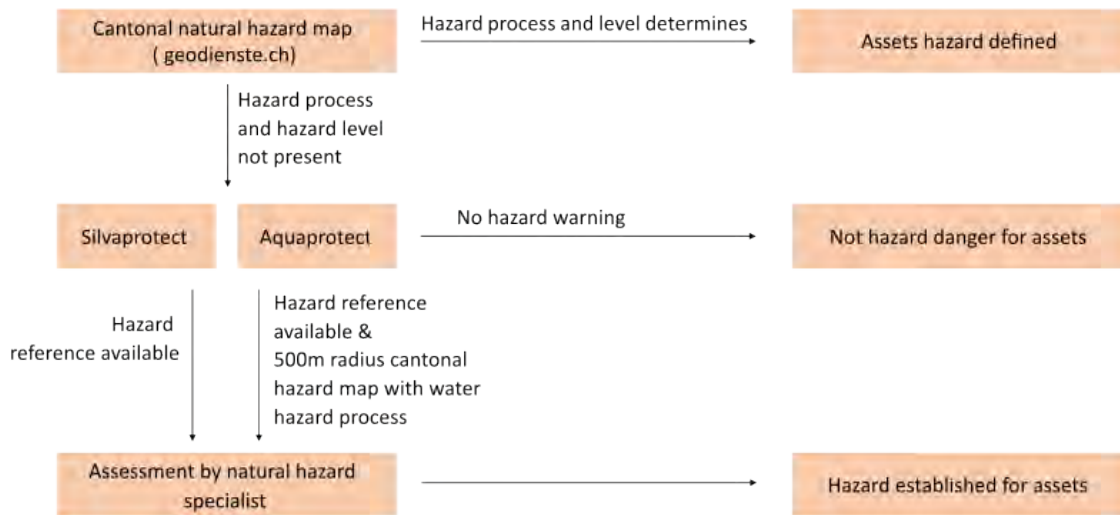 Cantonal natural hazard map
( geodienste.ch)
Hazard process and level determines
Assets hazard defined
Hazard process
and hazard level
not present
Silvaprotect
Aquaprotect
No hazard warning
Not hazard danger for assets
Hazard
reference available
Hazard reference
available &
500m radius cantonal
hazard map with water
hazard process
Assessment by natural hazard
specialist
Hazard established for assets